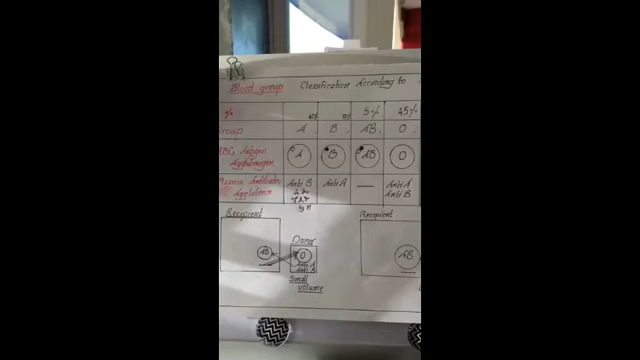 Blood group Classification According to
% 40% 10% 5% 45%
Group A B AB O
RBC, Antogen Agglutinogen A B AB O
Plasma Antibodies Agglutinin Anti B Anti A — Anti A Anti B
Recipient Recipient
Donor
AB O AB
Anti A
Anti B
Small
volume